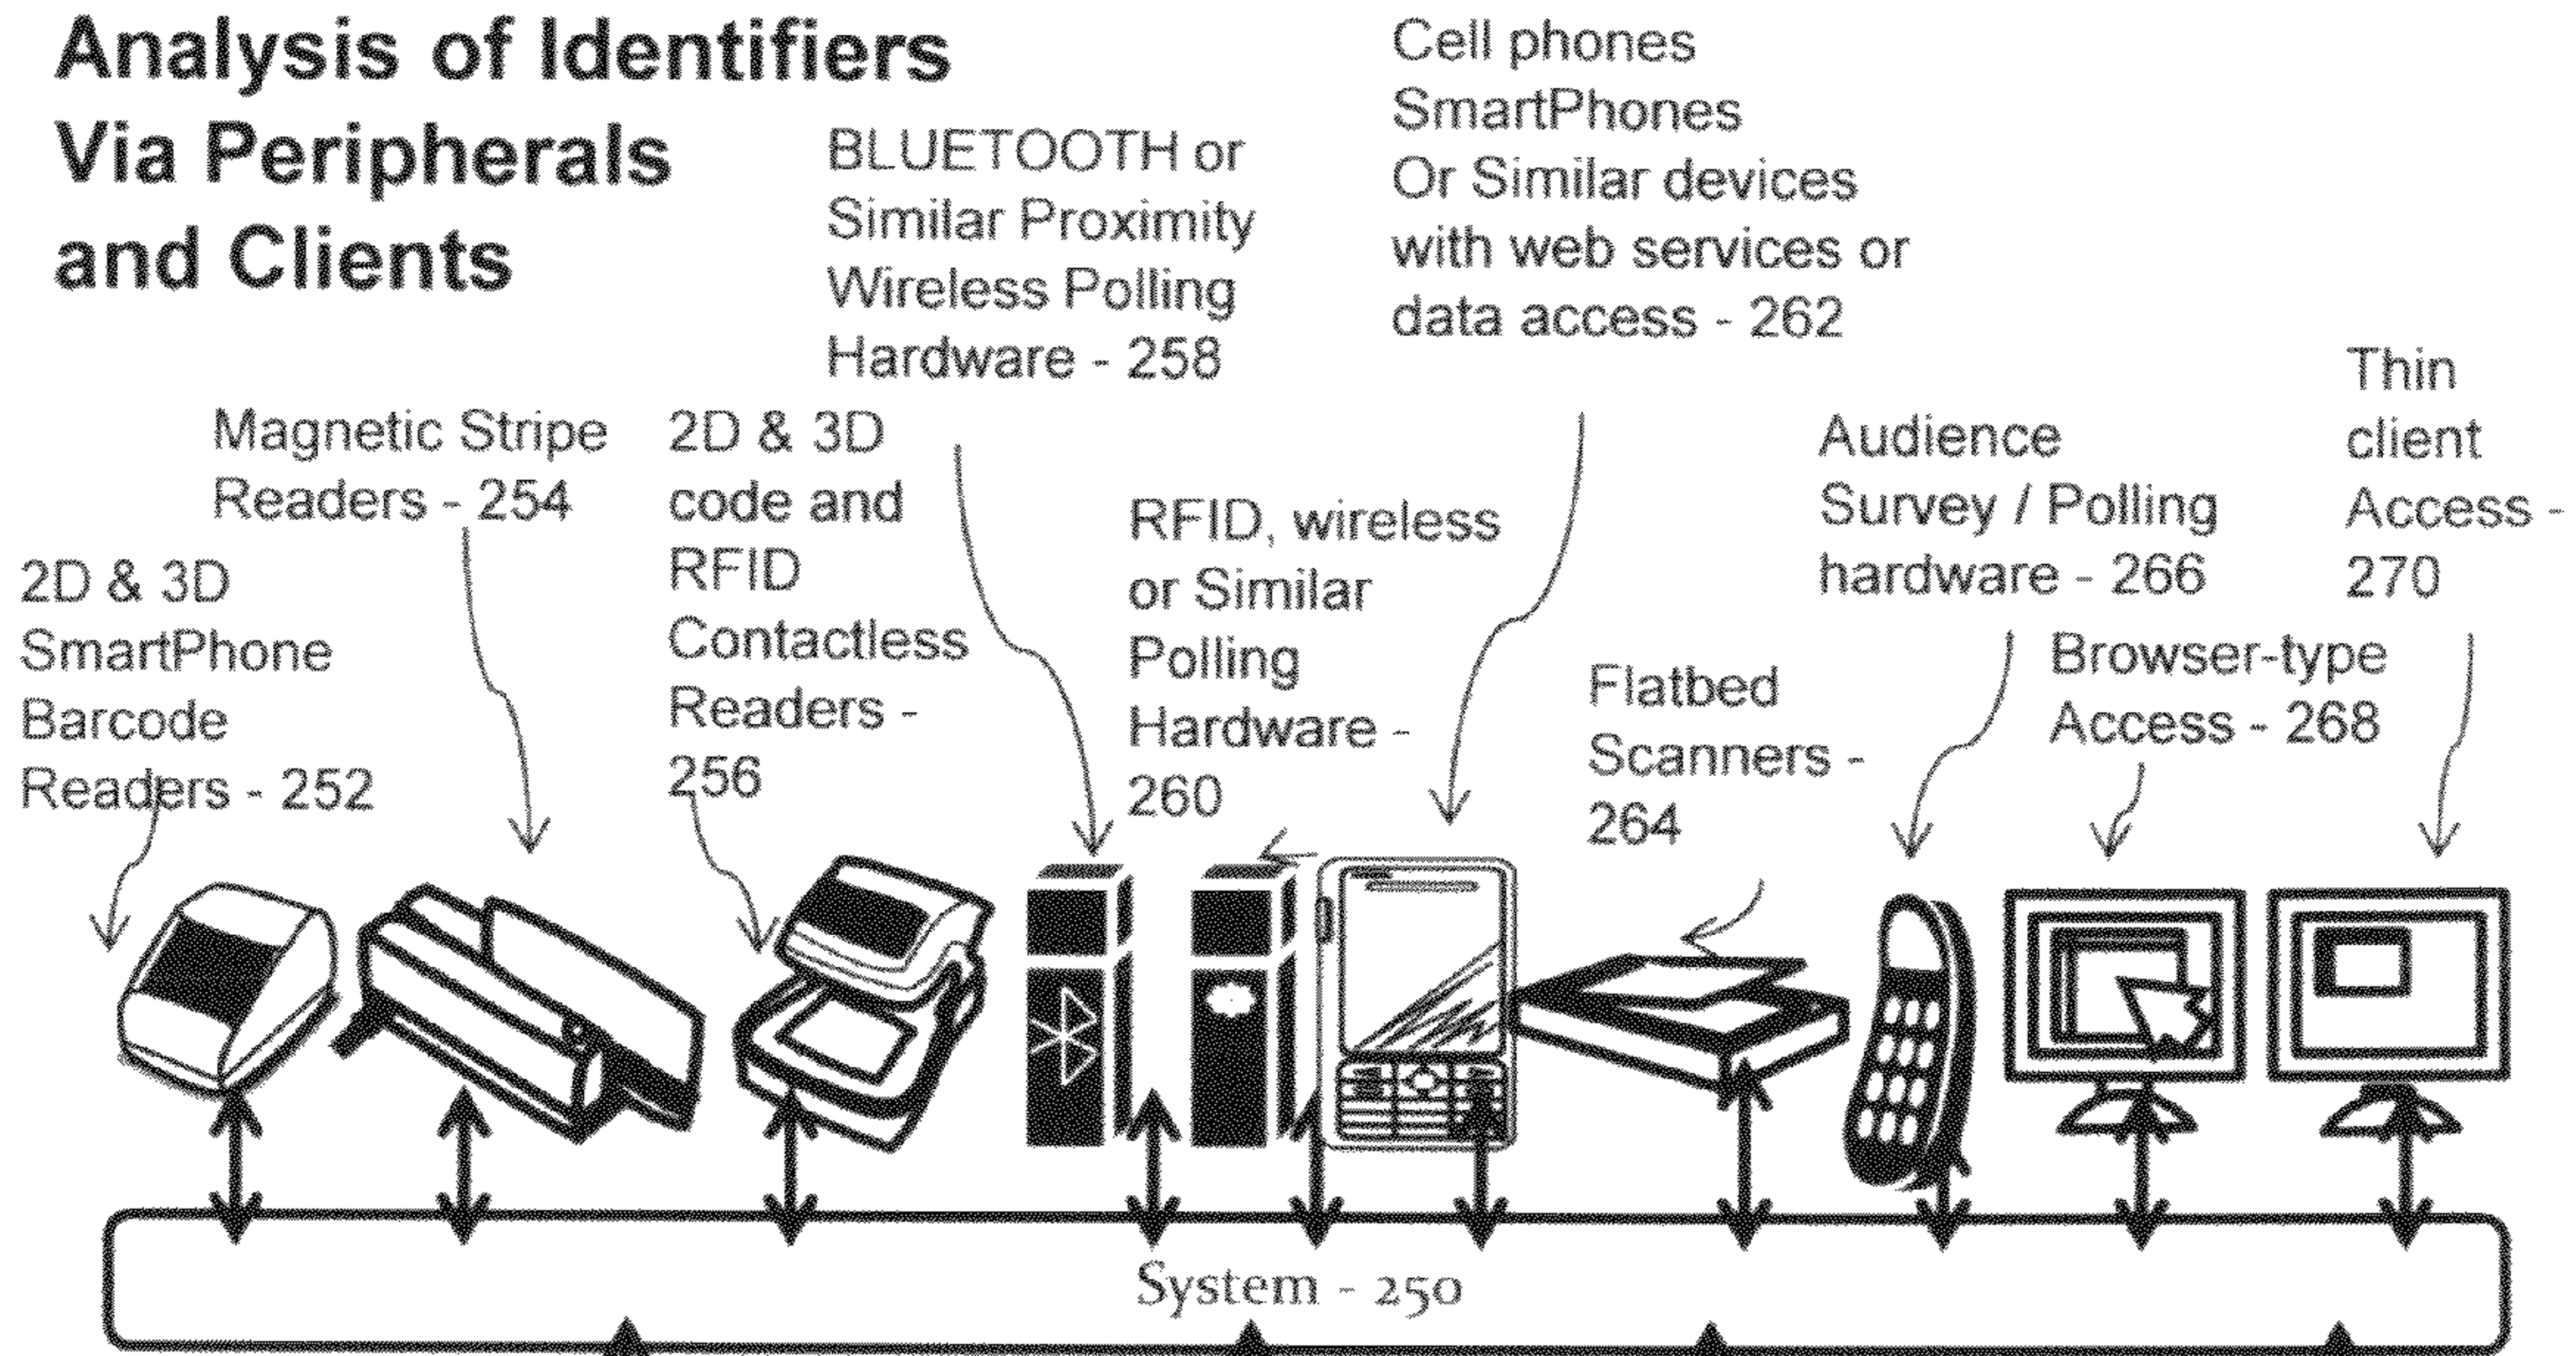 Analysis of Identifiers
Via Peripherals
and Clients
BLUETOOTH or
Similar Proximity
Wireless Polling
Hardware - 258
Cell phones
SmartPhones
Or Similar devices
with web services or
data access - 262
Thin
client
Access -
270
Magnetic Stripe
Readers - 254
2D & 3D
code and
RFID
Contactless
Readers -
256
Audience
Survey / Polling
hardware - 266
RFID, wireless
or Similar
Polling
Hardware -
260
2D & 3D
SmartPhone
Barcode
Readers - 252
Browser-type
Access - 268
Flatbed
Scanners -
264
System - 250